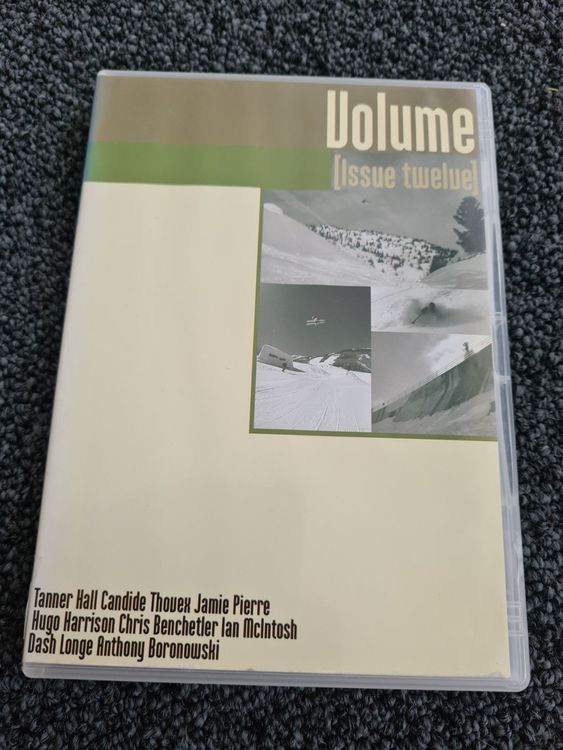 Volume
[Issue twelve]
Tanner Hall Candide Thovex Jamie Pierre
Hugo Harrison Chris Benchetler Ian McIntosh
Dash Longe Anthony Boronowski